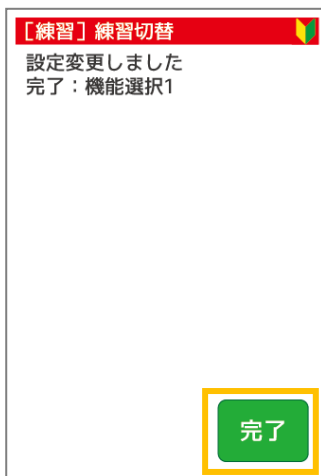 ［練習］練習切替
設定変更しました
完了：機能選択1
完了